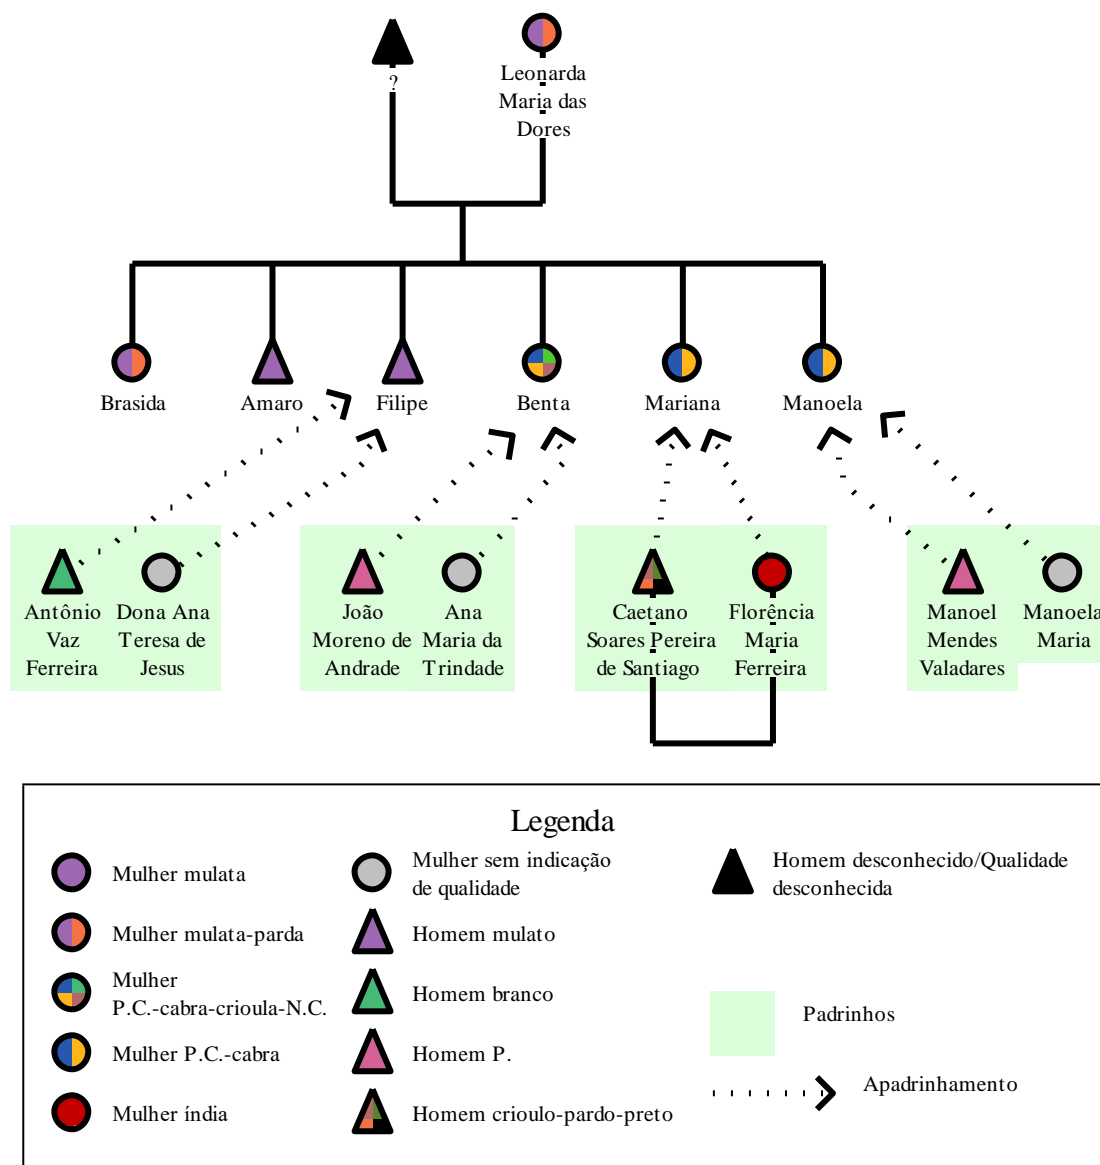 ?
Leonarda
Maria das
Dores
Brasida
Amaro
Filipe
Benta
Mariana
Manoela
Antônio
Vaz
Ferreira
Dona Ana
Teresa de
Jesus
João
Moreno de
Andrade
Ana
Maria da
Trindade
Caetano
Soares Pereira
de Santiago
Florência
Maria
Ferreira
Manoel
Mendes
Valadares
Manoela
Maria
Legenda
Mulher mulata
Mulher mulata-parda
Mulher
P.C.-cabra-crioula-N.C.
Mulher P.C.-cabra
Mulher índia
Mulher sem indicação
de qualidade
Homem mulato
Homem branco
Homem P.
Homem crioulo-pardo-preto
Homem desconhecido/Qualidade
desconhecida
Padrinhos
Apadrinhamento